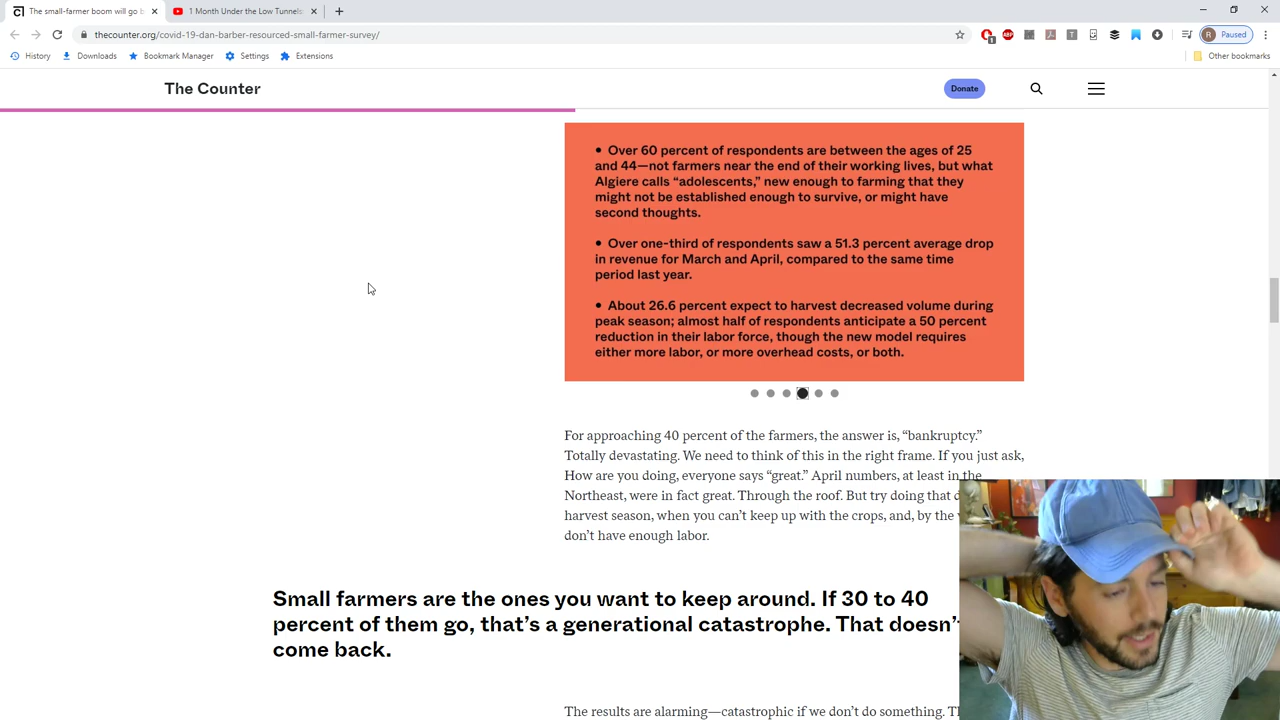 The small-farmer boom will go b
1 Month Under the Low Tunnels
thecounter.org/covid-19-dan-barber-resourced-small-farmer-survey/
1
ABP
T
R Paused
History
Downloads
Bookmark Manager
Settings
Extensions
Other bookmarks
The Counter
Donate
• Over 60 percent of respondents are between the ages of 25
and 44—not farmers near the end of their working lives, but what
Algiere calls “adolescents,” new enough to farming that they
might not be established enough to survive, or might have
second thoughts.
• Over one-third of respondents saw a 51.3 percent average drop
in revenue for March and April, compared to the same time
period last year.
• About 26.6 percent expect to harvest decreased volume during
peak season; almost half of respondents anticipate a 50 percent
reduction in their labor force, though the new model requires
either more labor, or more overhead costs, or both.
For approaching 40 percent of the farmers, the answer is, “bankruptcy.”
Totally devastating. We need to think of this in the right frame. If you just ask,
How are you doing, everyone says “great.” April numbers, at least in the
Northeast, were in fact great. Through the roof. But try doing that d
harvest season, when you can’t keep up with the crops, and, by the
don’t have enough labor.
Small farmers are the ones you want to keep around. If 30 to 40
percent of them go, that’s a generational catastrophe. That doesn’
come back.
The results are alarming—catastrophic if we don’t do something. T